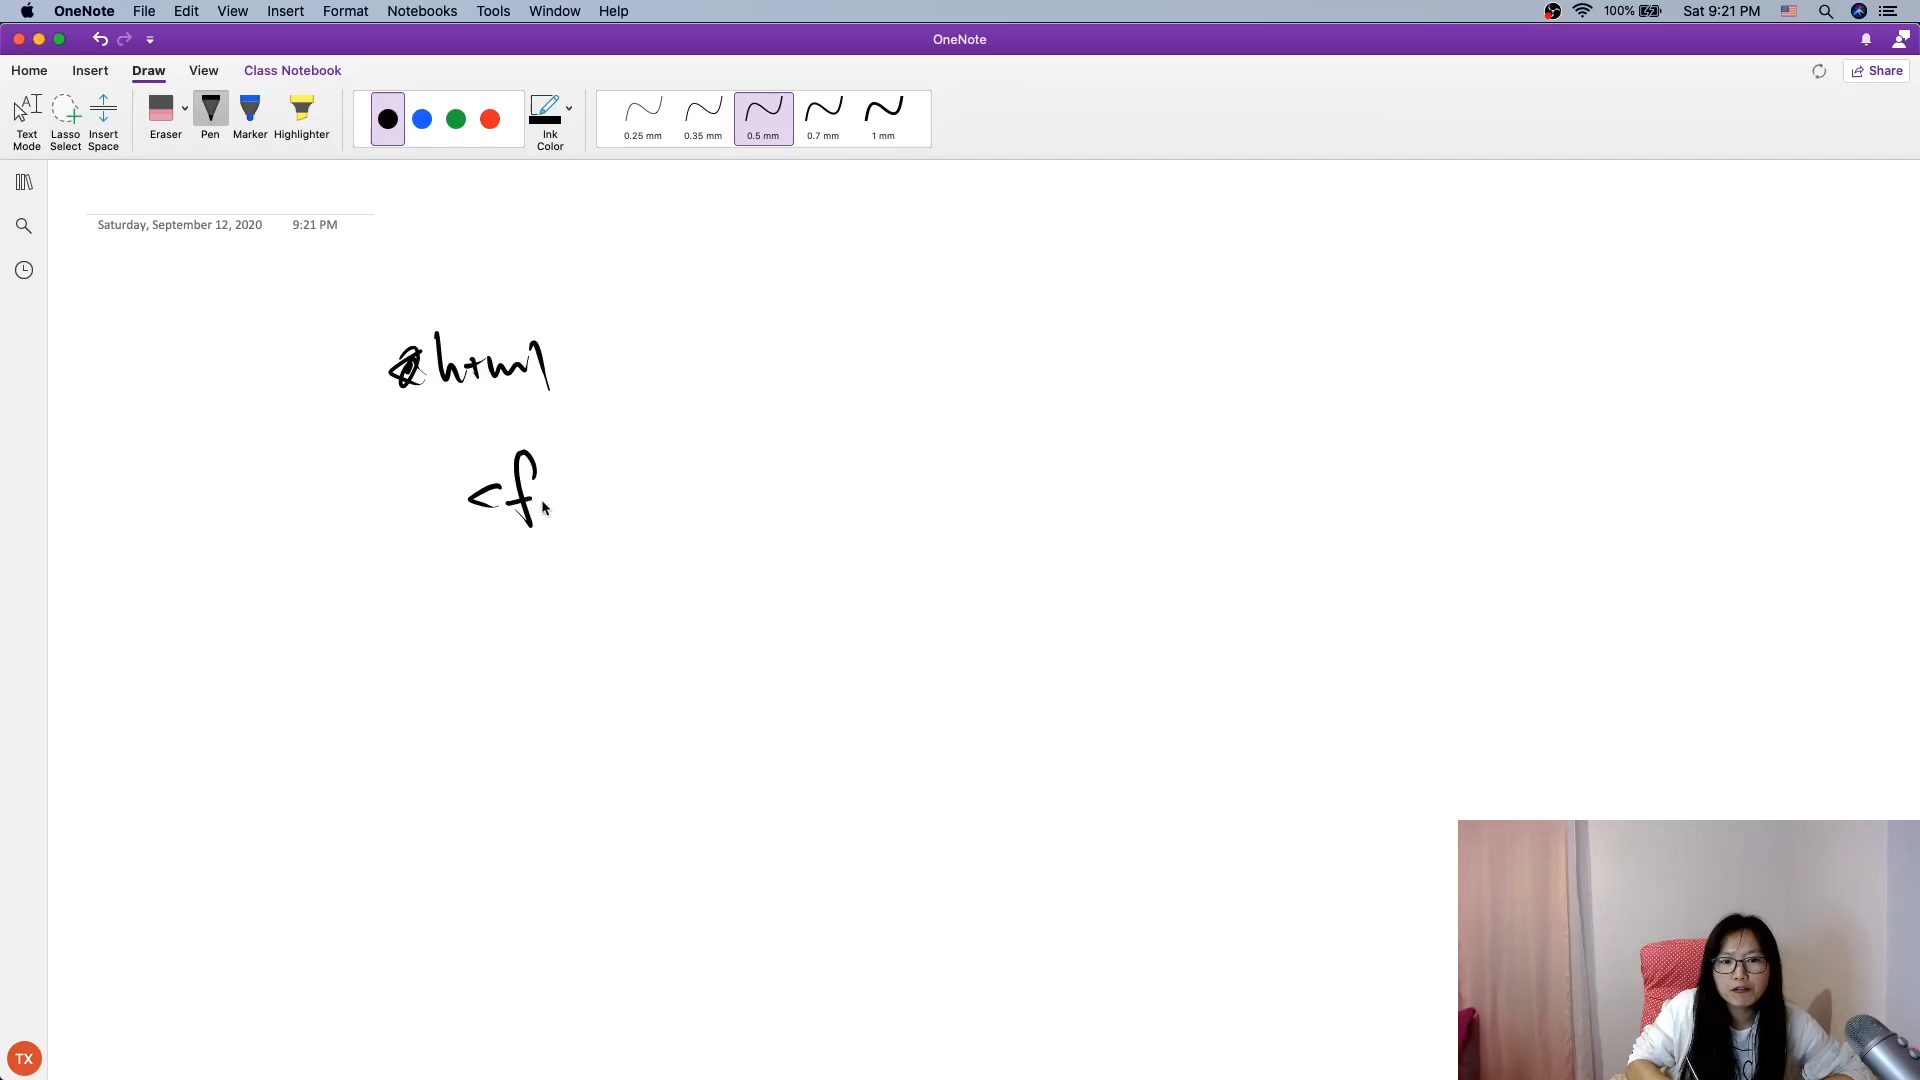 OneNote File Edit View Insert Format Notebooks Tools Window Help 100% Sat 9:21 PM
OneNote
Home Insert Draw View Class Notebook Share
Text Mode Lasso Select Insert Space Eraser Pen Marker Highlighter Ink Color 0.25 mm 0.35 mm 0.5 mm 0.7 mm 1 mm
Saturday, September 12, 2020 9:21 PM
html
<f
TX